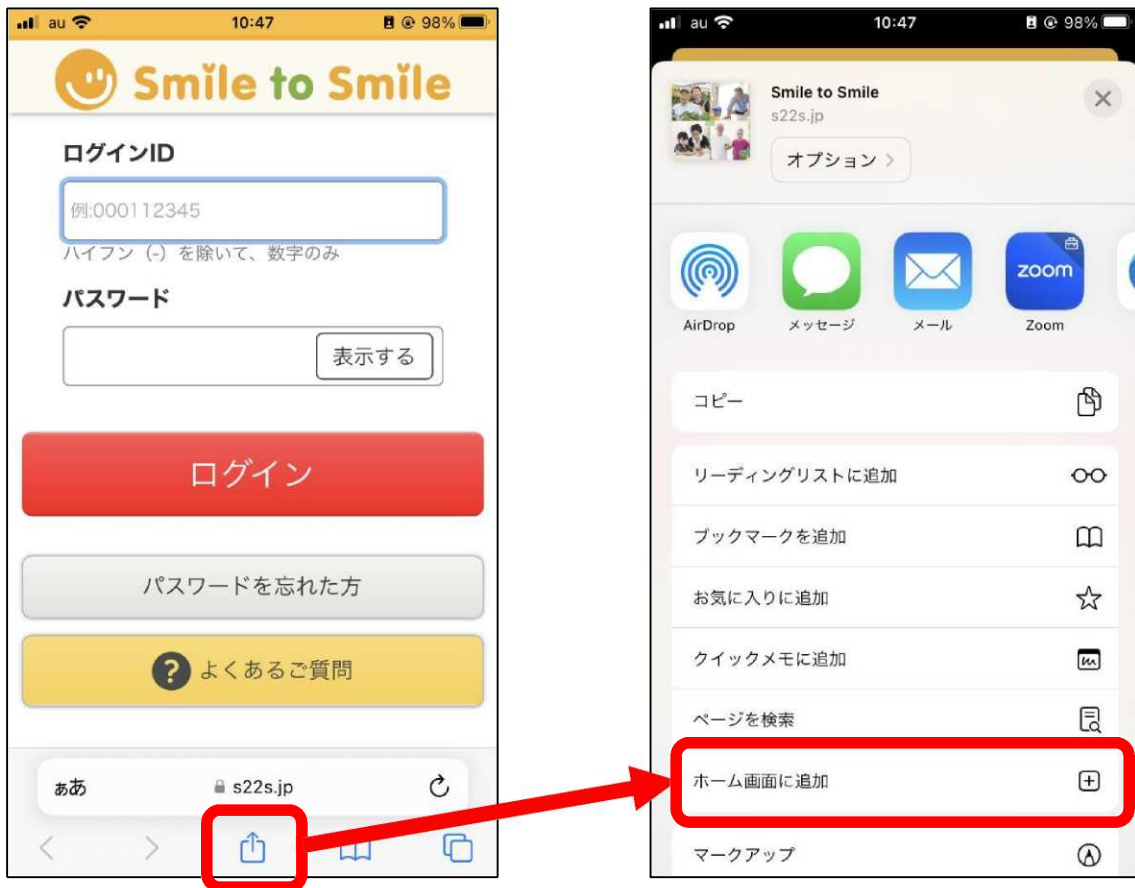 au 10:47 98%
Smile to Smile
ログインID
例:000112345
ハイフン（-）を除いて、数字のみ
パスワード
表示する
ログイン
パスワードを忘れた方
? よくあるご質問
ぁあ s22s.jp
au 10:47 98%
Smile to Smile
s22s.jp
オプション
zoom
AirDrop メッセージ メール Zoom
コピー
リーディングリストに追加
ブックマークを追加
お気に入りに追加
クイックメモに追加
ページを検索
ホーム画面に追加
マークアップ